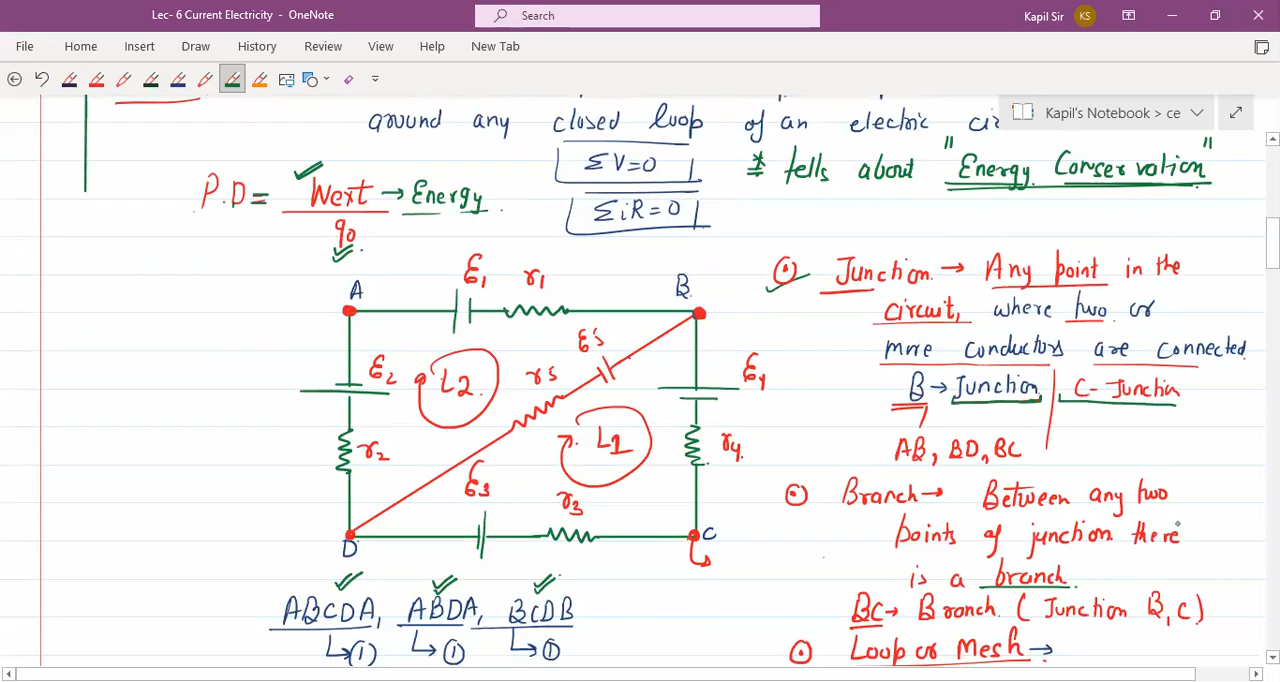 Lec- 6 Current Electricity - OneNote
Search
Kapil Sir
KS
File Home Insert Draw History Review View Help New Tab
Kapil's Notebook > ce
around any closed loop of an electric
ΣV=0
* tells about "Energy Conservation"
P.D = West → Energy
q0
ΣiR=0
A
ε1
r1
B
ε2
L2
r5
ε5
ε4
r2
L1
r4
ε3
r3
D
C
ABCDA, ABDA, BCDB
↳① ↳① ↳①
⊙ Junction → Any point in the
circuit, where two or
more conductors are connected
B → Junction | C- Junction
AB, BD, BC
⊙ Branch → Between any two
points of junction there
is a branch.
BC → Branch. ( Junction B, C)
⊙ Loop or Mesh →